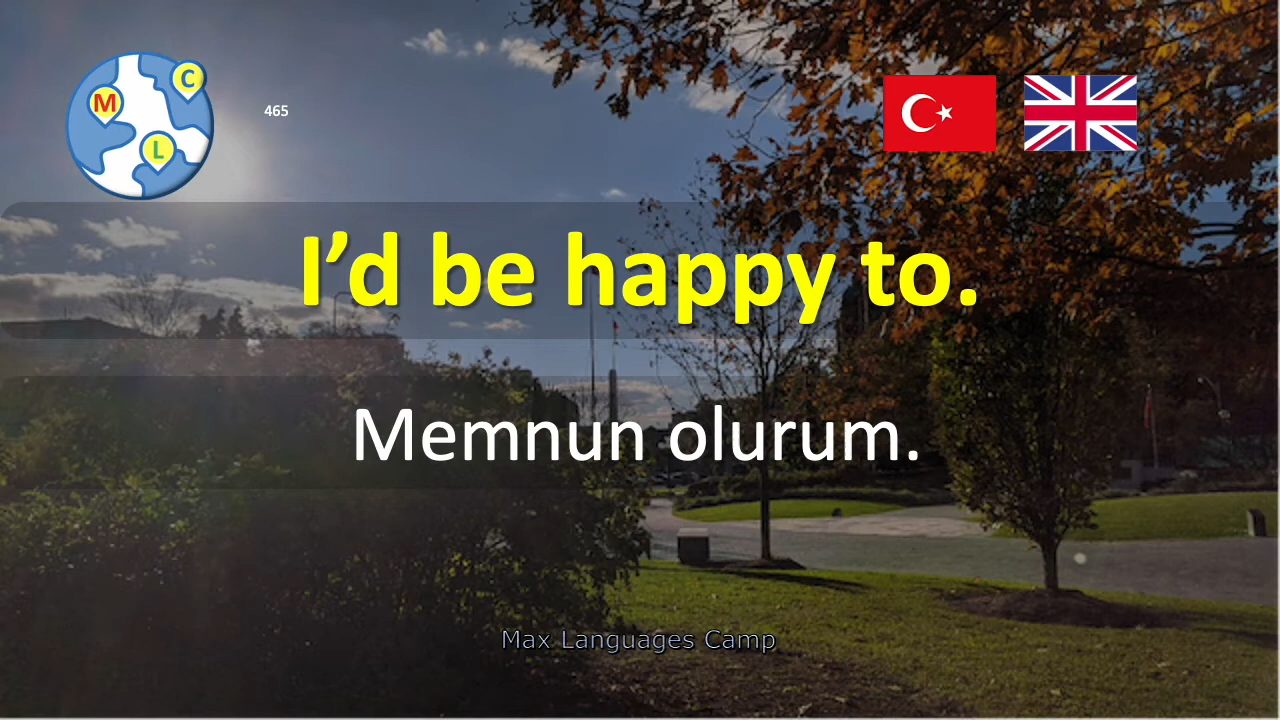 M
C
L
465
I’d be happy to.
Memnun olurum.
Max Languages Camp